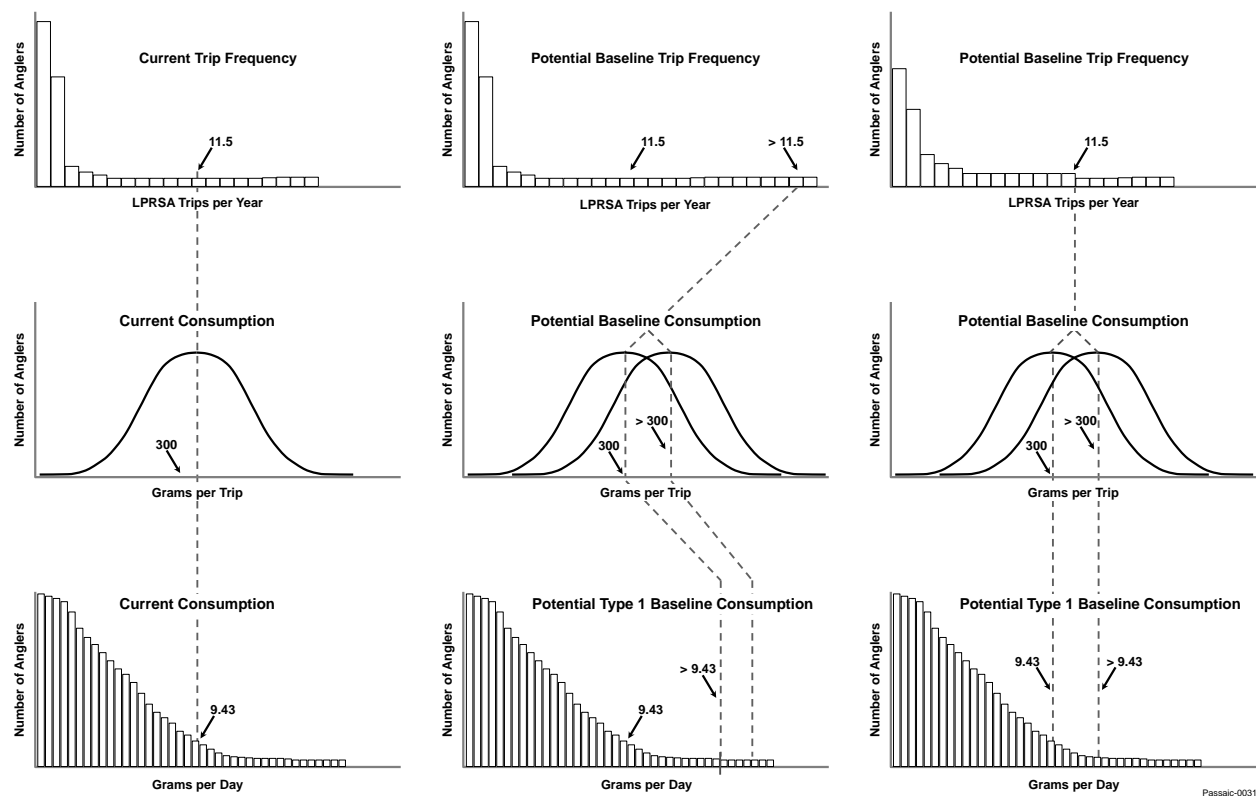 Number of Anglers
Current Trip Frequency
11.5
LPRSA Trips per Year
Number of Anglers
Potential Baseline Trip Frequency
11.5
> 11.5
LPRSA Trips per Year
Number of Anglers
Potential Baseline Trip Frequency
11.5
LPRSA Trips per Year
Number of Anglers
Current Consumption
300
Grams per Trip
Number of Anglers
Potential Baseline Consumption
300
> 300
Grams per Trip
Number of Anglers
Potential Baseline Consumption
300
> 300
Grams per Trip
Number of Anglers
Current Consumption
9.43
Grams per Day
Number of Anglers
Potential Type 1 Baseline Consumption
9.43
> 9.43
Grams per Day
Number of Anglers
Potential Type 1 Baseline Consumption
9.43
> 9.43
Grams per Day
Passaic-0031